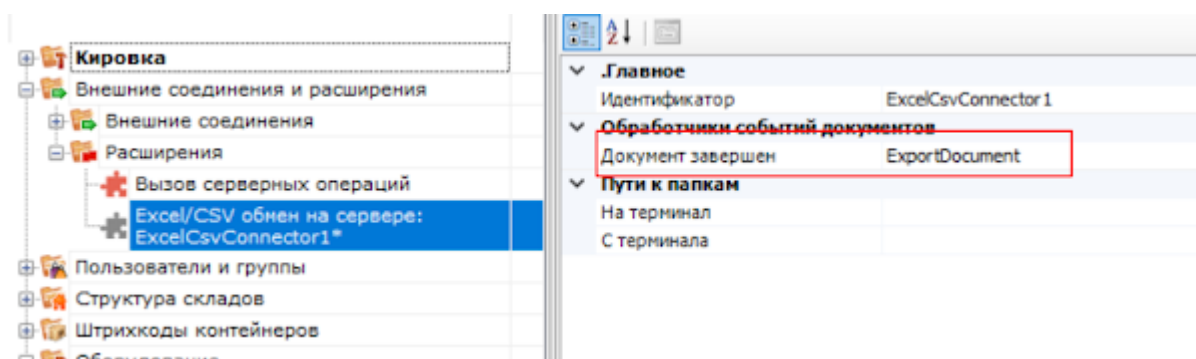 Кировка
Внешние соединения и расширения
Внешние соединения
Расширения
Вызов серверных операций
Excel/CSV обмен на сервере:
ExcelCsvConnector1*
Пользователи и группы
Структура складов
Штрихкоды контейнеров
Оборудование
.Главное
Идентификатор ExcelCsvConnector1
Обработчики событий документов
Документ завершен ExportDocument
Пути к папкам
На терминал
С терминала